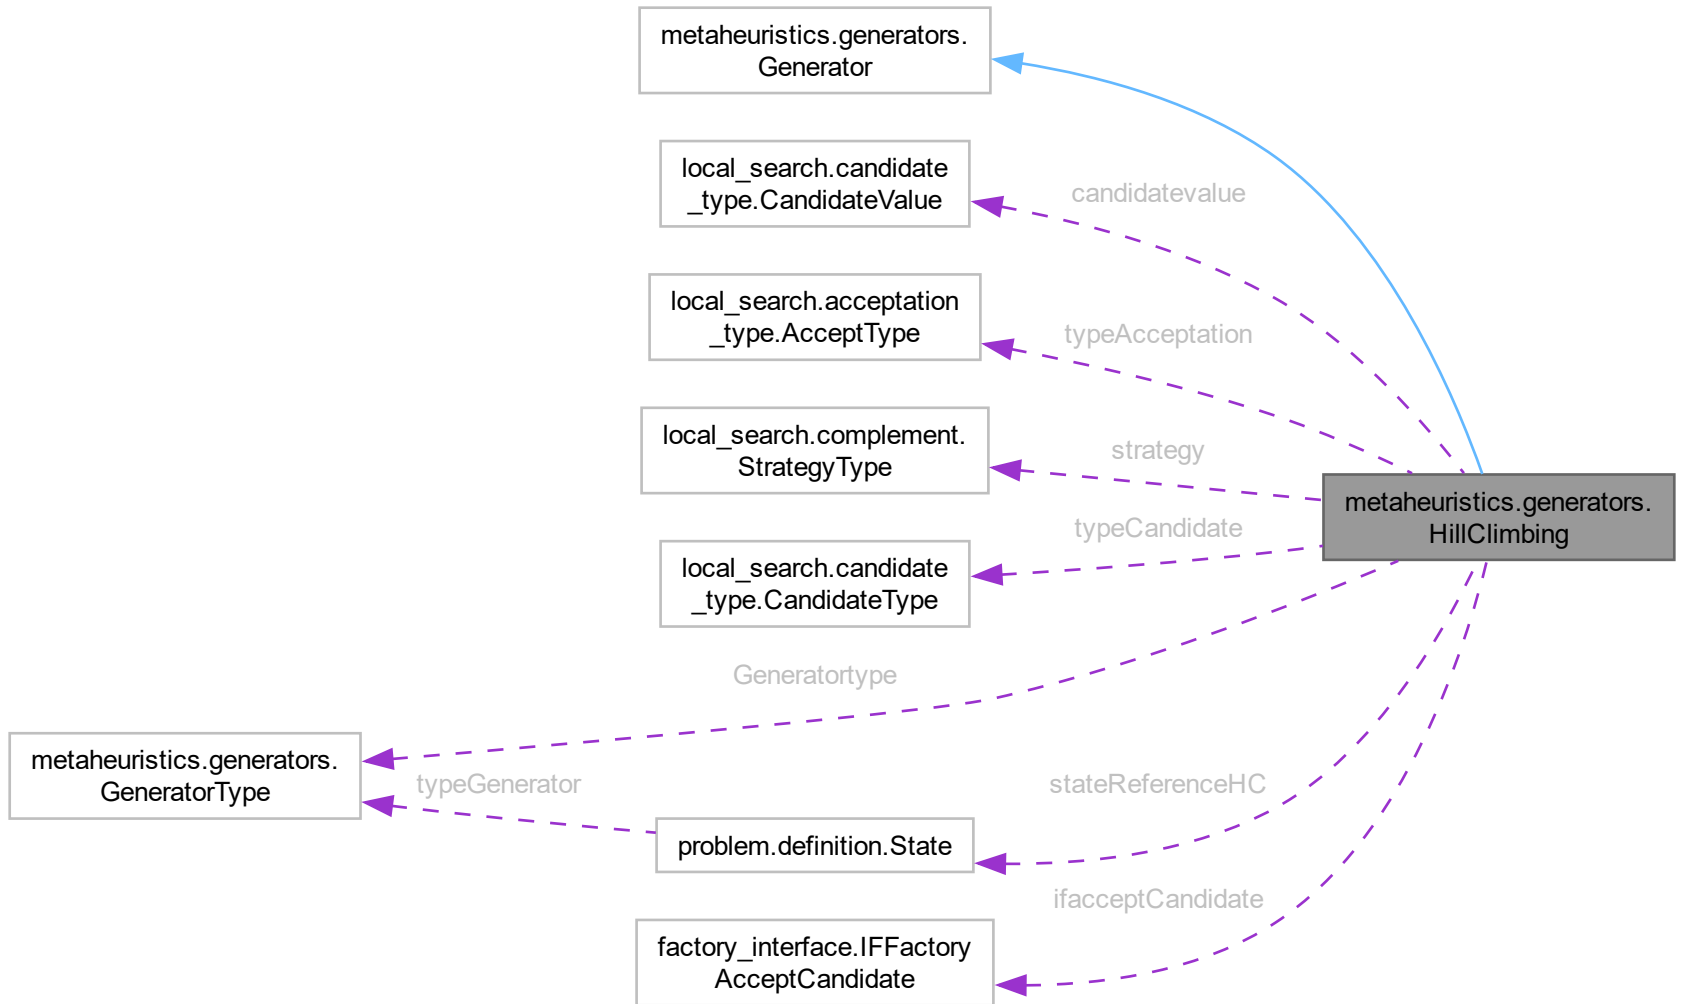 metaheuristics.generators.
Generator
local_search.candidate
_type.CandidateValue
candidatevalue
local_search.acceptation
_type.AcceptType
typeAcceptation
local_search.complement.
StrategyType
strategy
metaheuristics.generators.
HillClimbing
typeCandidate
local_search.candidate
_type.CandidateType
Generatortype
metaheuristics.generators.
GeneratorType
typeGenerator
stateReferenceHC
problem.definition.State
ifacceptCandidate
factory_interface.IFFactory
AcceptCandidate